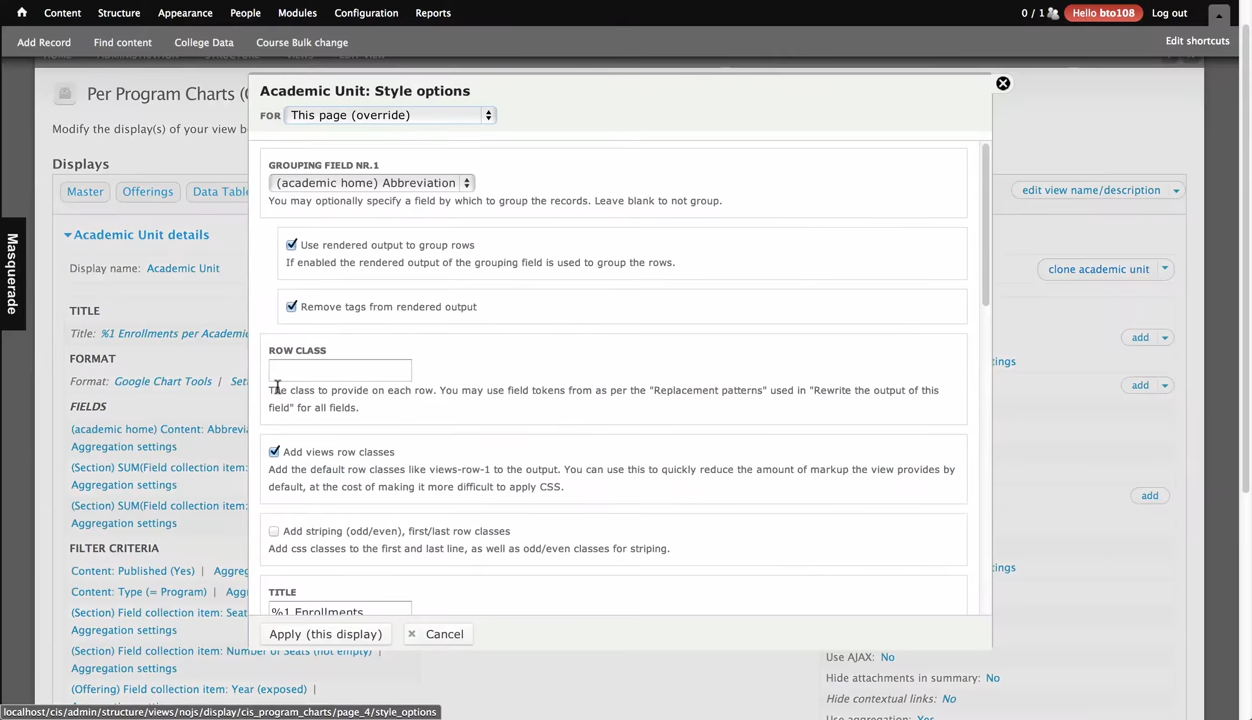 Content Structure Appearance People Modules Configuration Reports 0 / 1 Hello bto108 Log out
Add Record Find content College Data Course Bulk change Edit shortcuts
Per Program Charts (
Modify the display(s) of your view b
Displays
Master Offerings Data Tabl edit view name/description
Academic Unit details
Display name: Academic Unit clone academic unit
TITLE
Title: %1 Enrollments per Academi add
FORMAT
Format: Google Chart Tools | Set
FIELDS
(academic home) Content: Abbrevia
Aggregation settings
(Section) SUM(Field collection item:
Aggregation settings
(Section) SUM(Field collection item:
Aggregation settings
FILTER CRITERIA
Content: Published (Yes) | Aggreg
Content: Type (= Program) | Agg
(Section) Field collection item: Seat
Aggregation settings
(Section) Field collection item: Number of Seats (not empty) |
Aggregation settings
(Offering) Field collection item: Year (exposed) |
Masquerade
Academic Unit: Style options
FOR This page (override)
GROUPING FIELD NR.1
(academic home) Abbreviation
You may optionally specify a field by which to group the records. Leave blank to not group.
Use rendered output to group rows
If enabled the rendered output of the grouping field is used to group the rows.
Remove tags from rendered output
ROW CLASS
The class to provide on each row. You may use field tokens from as per the "Replacement patterns" used in "Rewrite the output of this
field" for all fields.
Add views row classes
Add the default row classes like views-row-1 to the output. You can use this to quickly reduce the amount of markup the view provides by
default, at the cost of making it more difficult to apply CSS.
Add striping (odd/even), first/last row classes
Add css classes to the first and last line, as well as odd/even classes for striping.
TITLE
%1 Enrollments
Apply (this display) Cancel
ings
add
add
ings
Use AJAX: No
Hide attachments in summary: No
Hide contextual links: No
Use aggregation: Yes
localhost/cis/admin/structure/views/nojs/display/cis_program_charts/page_4/style_options